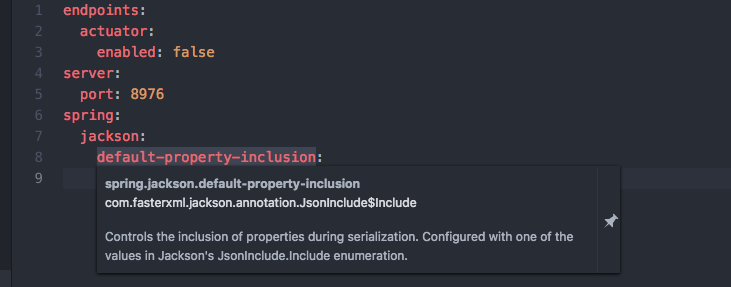 1 endpoints:
2 actuator:
3 enabled: false
4 server:
5 port: 8976
6 spring:
7 jackson:
8 default-property-inclusion:
9
spring.jackson.default-property-inclusion
com.fasterxml.jackson.annotation.JsonInclude$Include
Controls the inclusion of properties during serialization. Configured with one of the
values in Jackson's JsonInclude.Include enumeration.